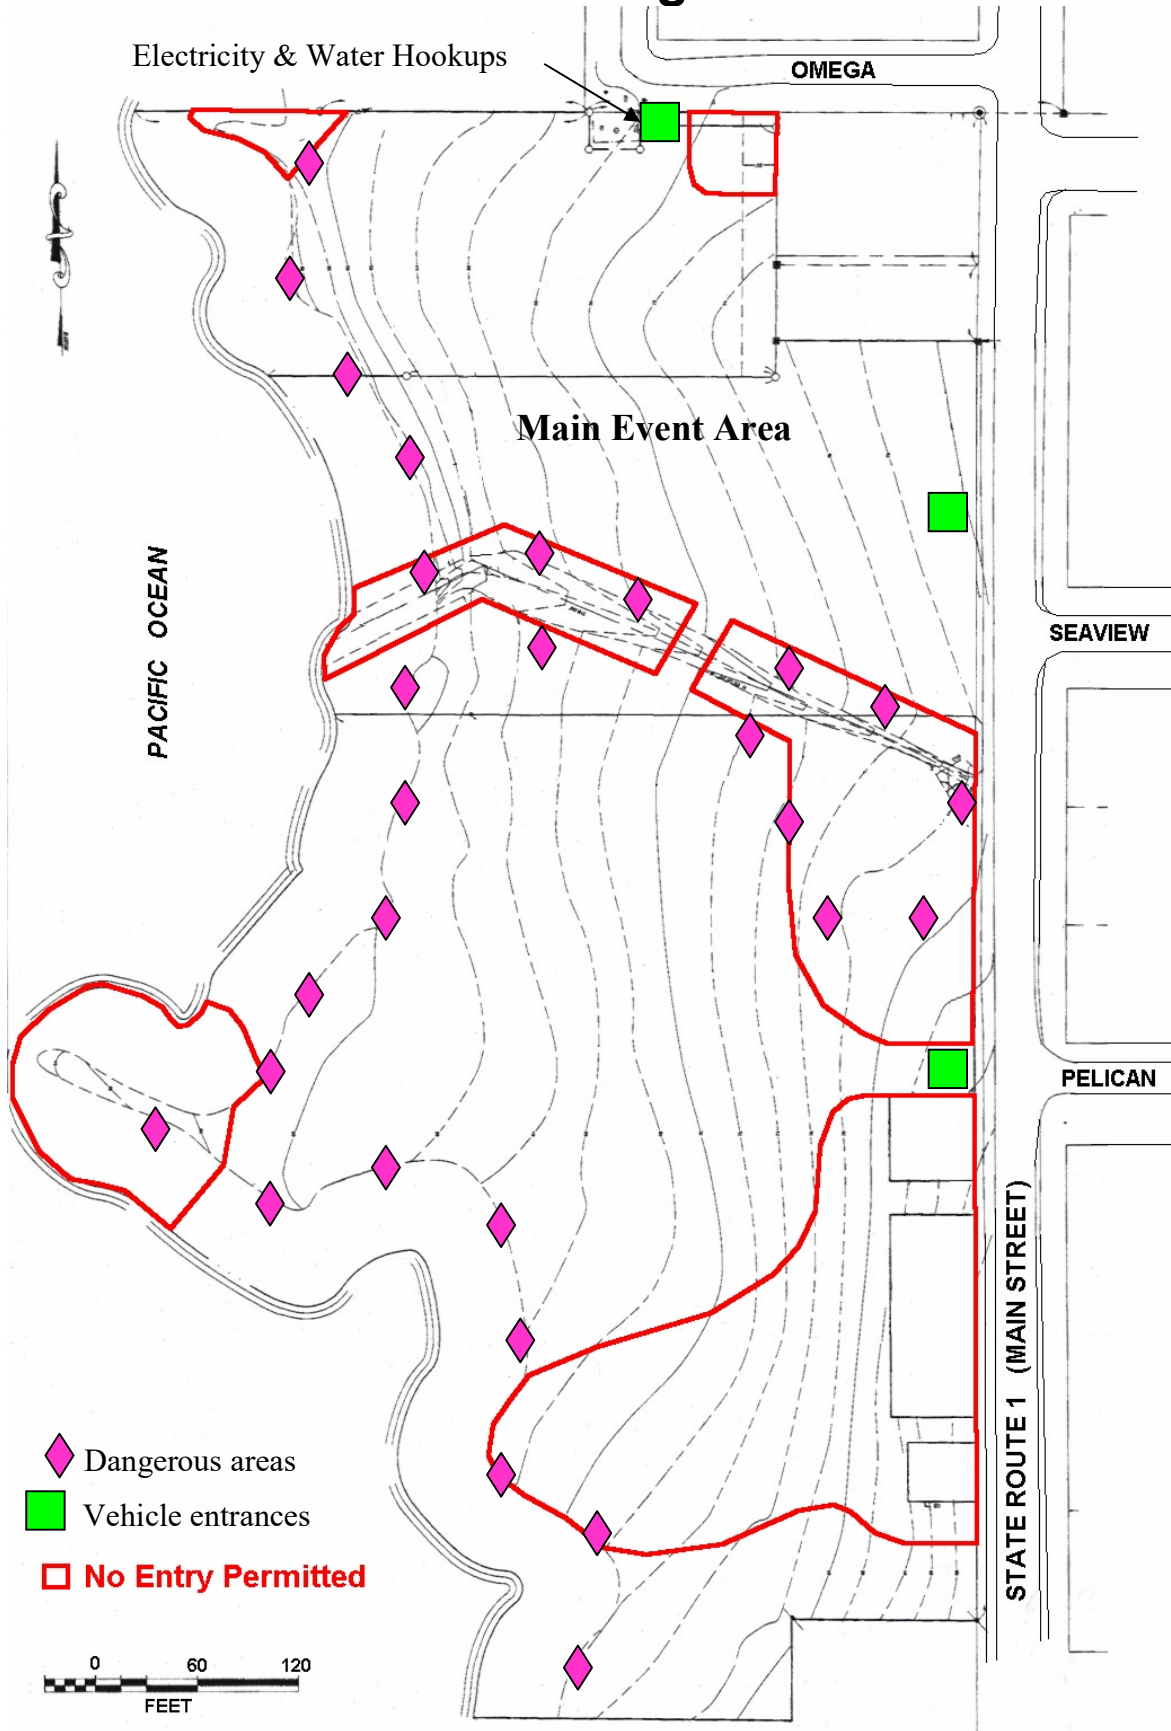 Electricity & Water Hookups
OMEGA
Main Event Area
PACIFIC OCEAN
SEAVIEW
PELICAN
STATE ROUTE 1 (MAIN STREET)
Dangerous areas
Vehicle entrances
No Entry Permitted
0 60 120
FEET